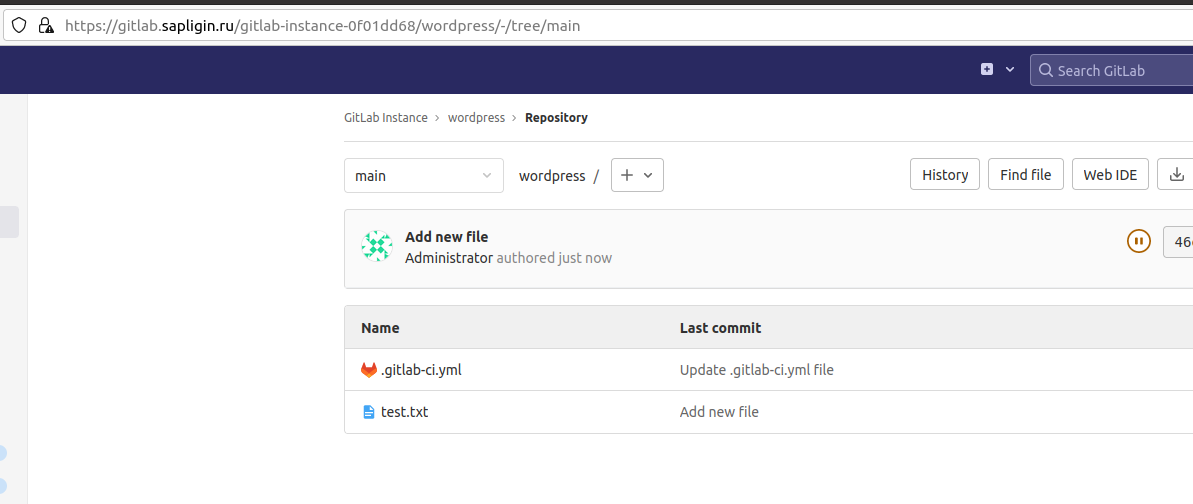 https://gitlab.sapligin.ru/gitlab-instance-0f01dd68/wordpress/-/tree/main
Search GitLab
GitLab Instance > wordpress > Repository
main wordpress / + History Find file Web IDE
Add new file
Administrator authored just now
Name Last commit
.gitlab-ci.yml Update .gitlab-ci.yml file
test.txt Add new file